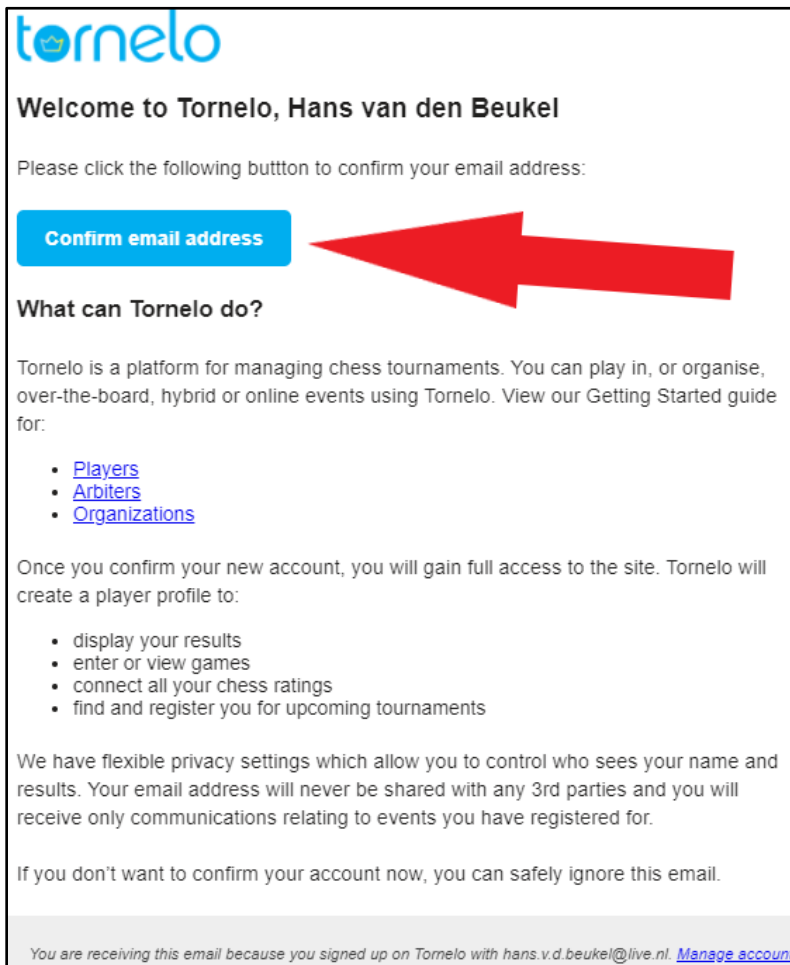 tornelo
Welcome to Tornelo, Hans van den Beukel
Please click the following buttton to confirm your email address:
Confirm email address
What can Tornelo do?
Tornelo is a platform for managing chess tournaments. You can play in, or organise,
over-the-board, hybrid or online events using Tornelo. View our Getting Started guide
for:
• Players
• Arbiters
• Organizations
Once you confirm your new account, you will gain full access to the site. Tornelo will
create a player profile to:
• display your results
• enter or view games
• connect all your chess ratings
• find and register you for upcoming tournaments
We have flexible privacy settings which allow you to control who sees your name and
results. Your email address will never be shared with any 3rd parties and you will
receive only communications relating to events you have registered for.
If you don't want to confirm your account now, you can safely ignore this email.
You are receiving this email because you signed up on Tornelo with hans.v.d.beukel@live.nl. Manage account